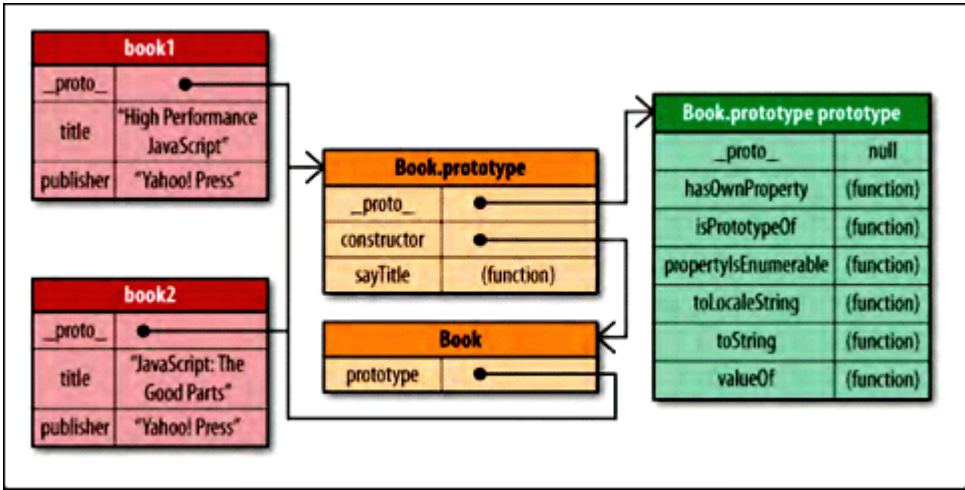 book1
_proto_
title "High Performance
JavaScript"
publisher "Yahoo! Press"
book2
_proto_
title "JavaScript: The
Good Parts"
publisher "Yahoo! Press"
Book.prototype
_proto_
constructor
sayTitle (function)
Book
prototype
Book.prototype prototype
_proto_ null
hasOwnProperty (function)
isPrototypeOf (function)
propertyIsEnumerable (function)
toLocaleString (function)
toString (function)
valueOf (function)